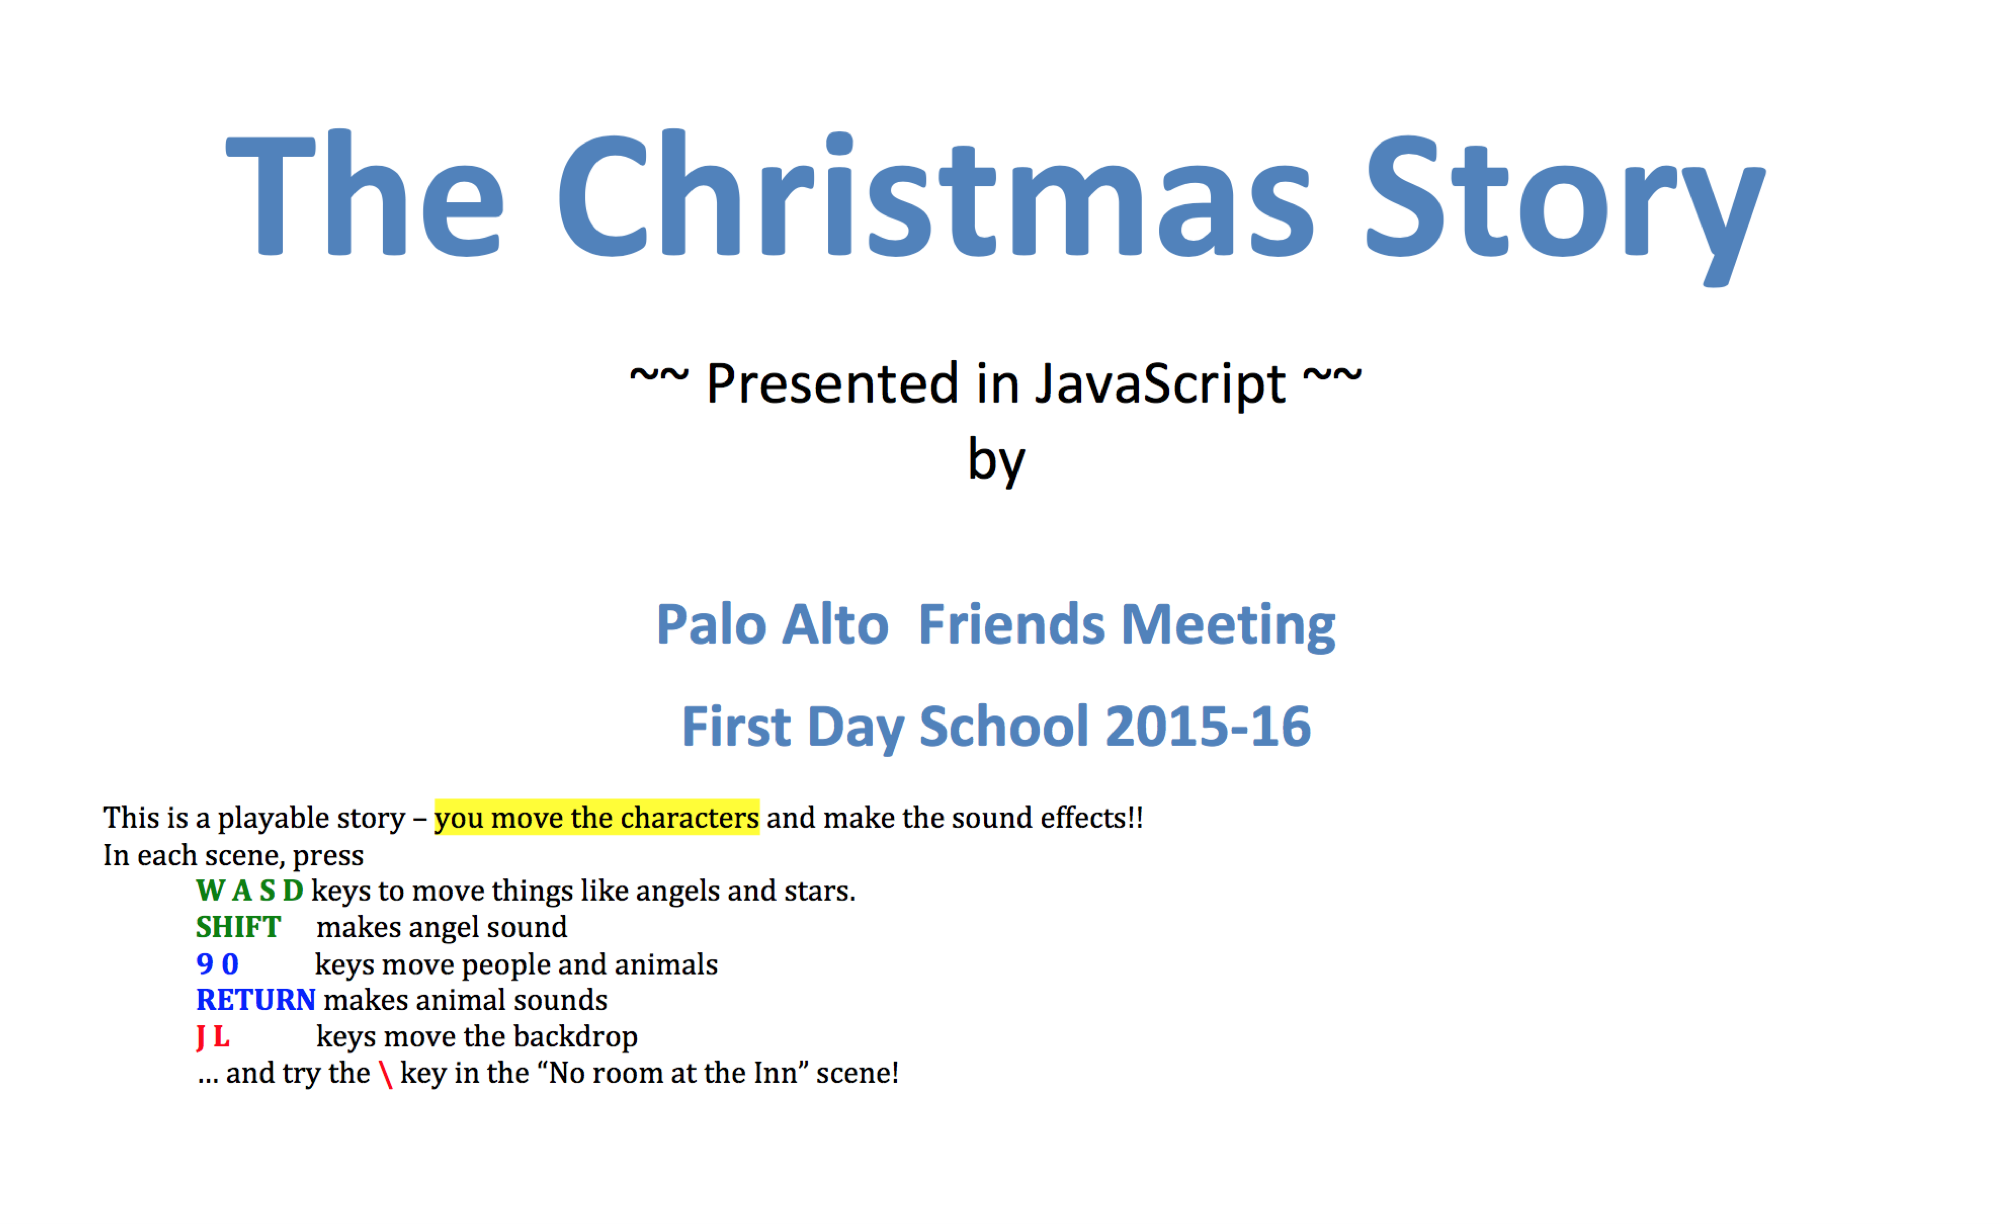 The Christmas Story
~~ Presented in JavaScript ~~
by
Palo Alto  Friends Meeting
First Day School 2015-16
This is a playable story – you move the characters and make the sound effects!!
In each scene, press
W A S D keys to move things like angels and stars.
SHIFT makes angel sound
9 0 keys move people and animals
RETURN makes animal sounds
J L keys move the backdrop
... and try the \ key in the “No room at the Inn” scene!